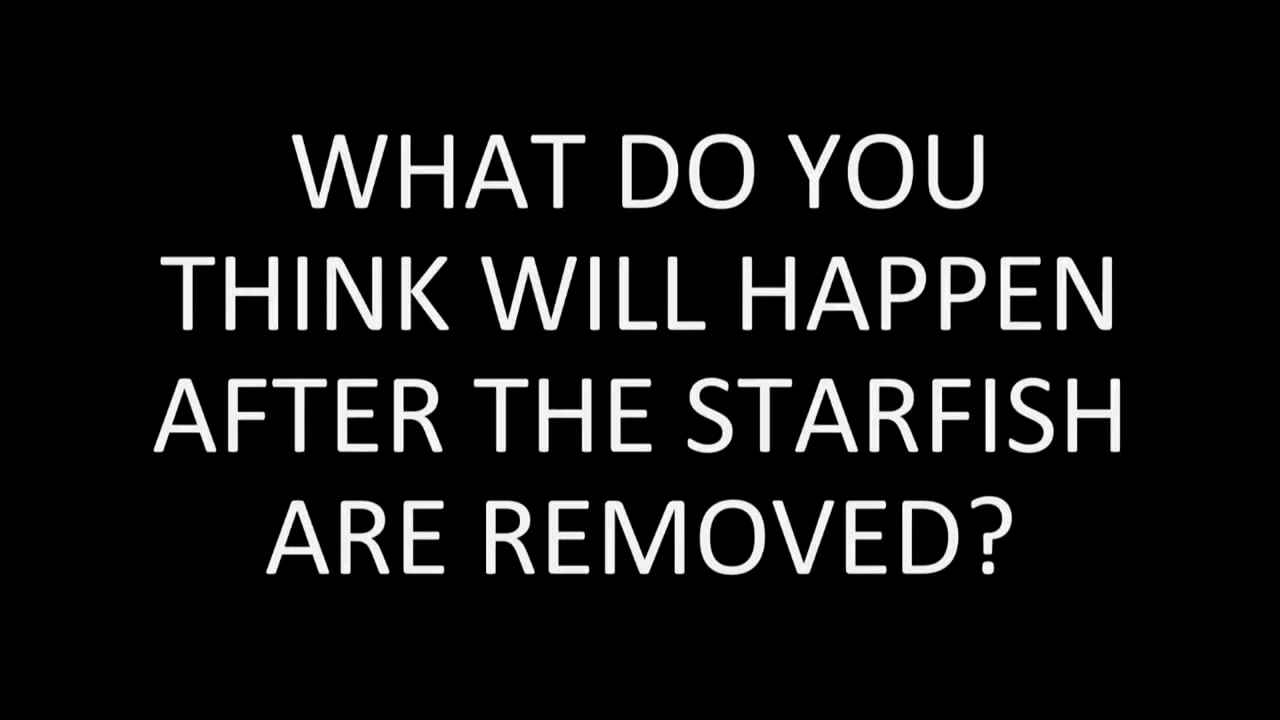 WHAT DO YOU
THINK WILL HAPPEN
AFTER THE STARFISH
ARE REMOVED?